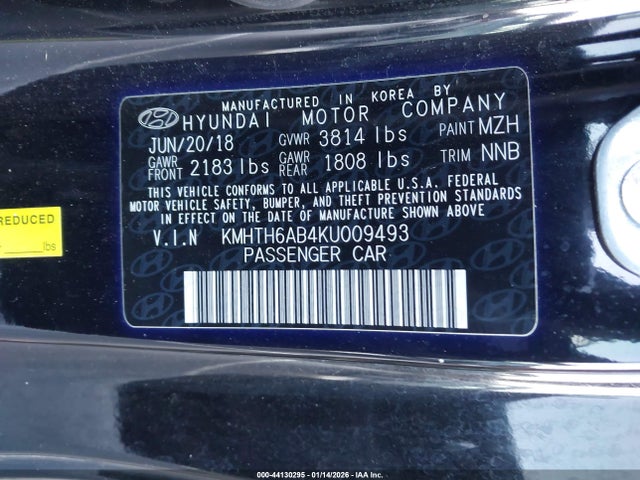 MANUFACTURED IN KOREA BY
HYUNDAI MOTOR COMPANY
JUN/20/18 GVWR 3814 lbs PAINT MZH
GAWR FRONT 2183 lbs GAWR REAR 1808 lbs TRIM NNB
THIS VEHICLE CONFORMS TO ALL APPLICABLE U.S.A. FEDERAL
MOTOR VEHICLE SAFETY, BUMPER, AND THEFT PREVENTION STANDARDS
IN EFFECT ON THE DATE OF MANUFACTURE SHOWN ABOVE
V.I.N KMHTH6AB4KU009493
PASSENGER CAR
REDUCED
lbs
000-44130295 - 01/14/2026 - IAA Inc.